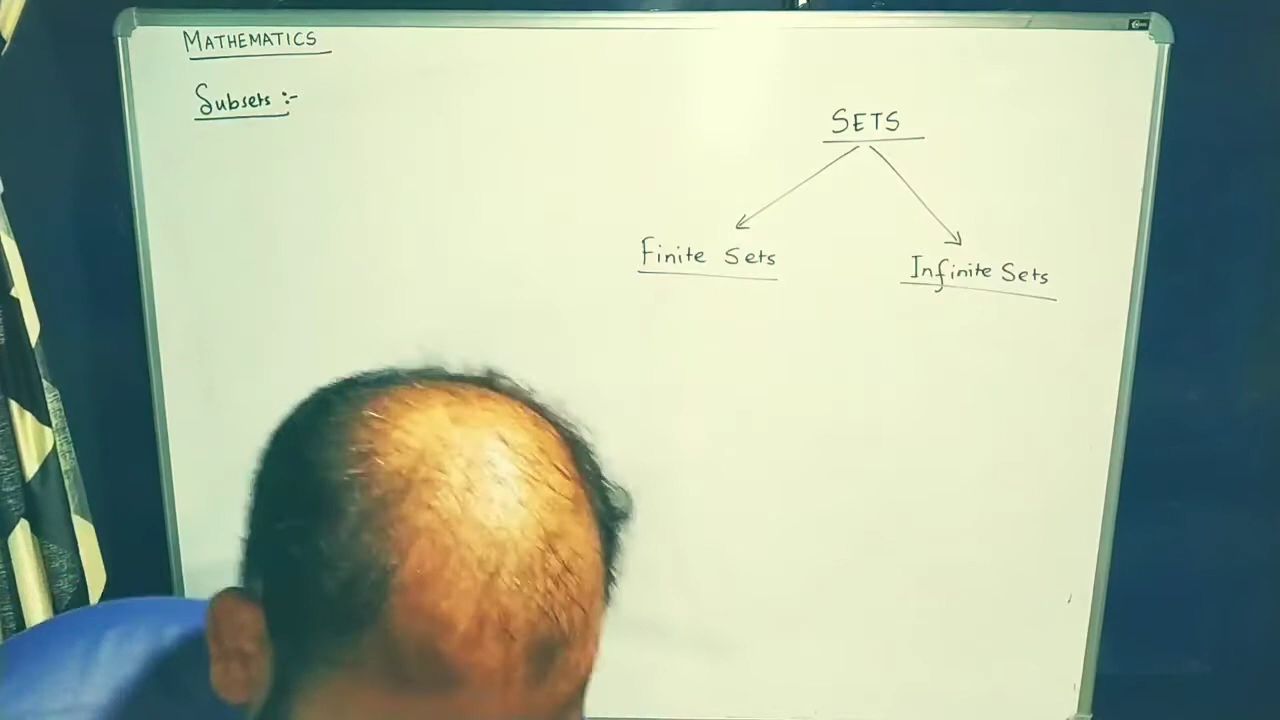 MATHEMATICS
Subsets :-
SETS
Finite Sets
Infinite Sets